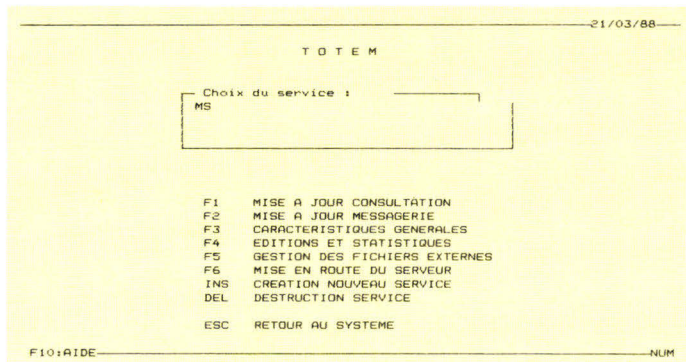 21/03/88
T O T E M
Choix du service :
MS
F1 MISE A JOUR CONSULTATION
F2 MISE A JOUR MESSAGERIE
F3 CARACTERISTIQUES GENERALES
F4 EDITIONS ET STATISTIQUES
F5 GESTION DES FICHIERS EXTERNES
F6 MISE EN ROUTE DU SERVEUR
INS CREATION NOUVEAU SERVICE
DEL DESTRUCTION SERVICE
ESC RETOUR AU SYSTEME
F10:AIDE NUM